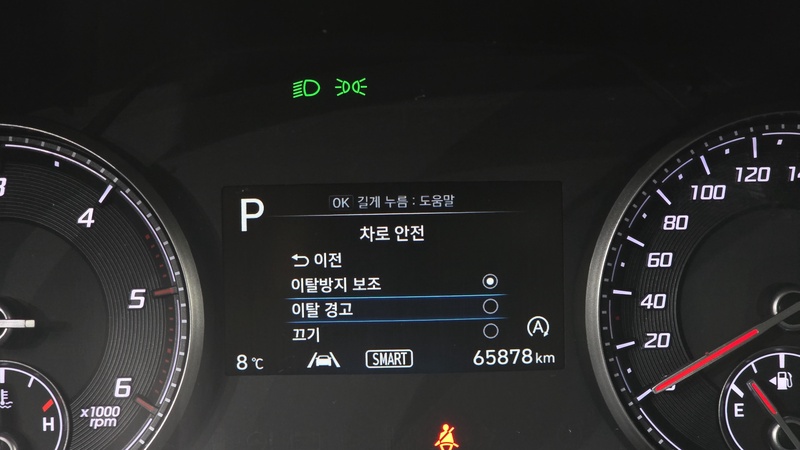 P
OK 길게 누름 : 도움말
차로 안전
이전
이탈방지 보조
이탈 경고
끄기
A
8 ℃
SMART
65878 km
4
5
6
x1000
rpm
H
20
40
60
80
100
120
E